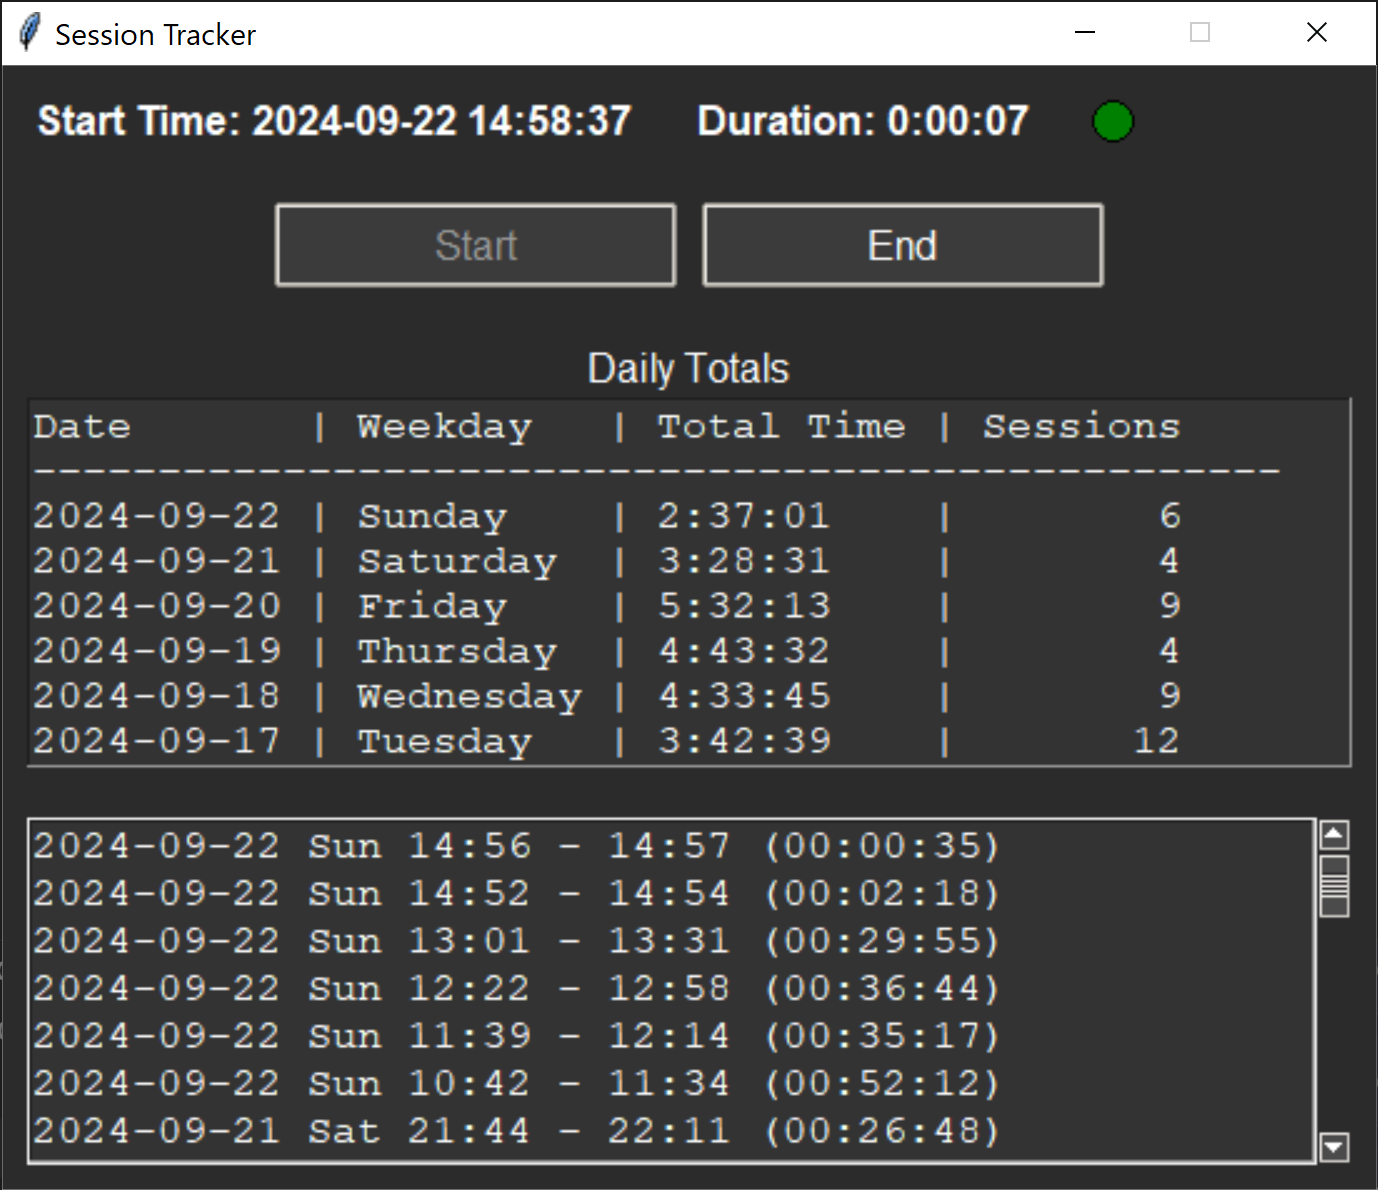 Session Tracker
Start Time: 2024-09-22 14:58:37 Duration: 0:00:07
Start End
Daily Totals
Date | Weekday | Total Time | Sessions
--------------------------------------------------
2024-09-22 | Sunday | 2:37:01 | 6
2024-09-21 | Saturday | 3:28:31 | 4
2024-09-20 | Friday | 5:32:13 | 9
2024-09-19 | Thursday | 4:43:32 | 4
2024-09-18 | Wednesday | 4:33:45 | 9
2024-09-17 | Tuesday | 3:42:39 | 12
2024-09-22 Sun 14:56 - 14:57 (00:00:35)
2024-09-22 Sun 14:52 - 14:54 (00:02:18)
2024-09-22 Sun 13:01 - 13:31 (00:29:55)
2024-09-22 Sun 12:22 - 12:58 (00:36:44)
2024-09-22 Sun 11:39 - 12:14 (00:35:17)
2024-09-22 Sun 10:42 - 11:34 (00:52:12)
2024-09-21 Sat 21:44 - 22:11 (00:26:48)